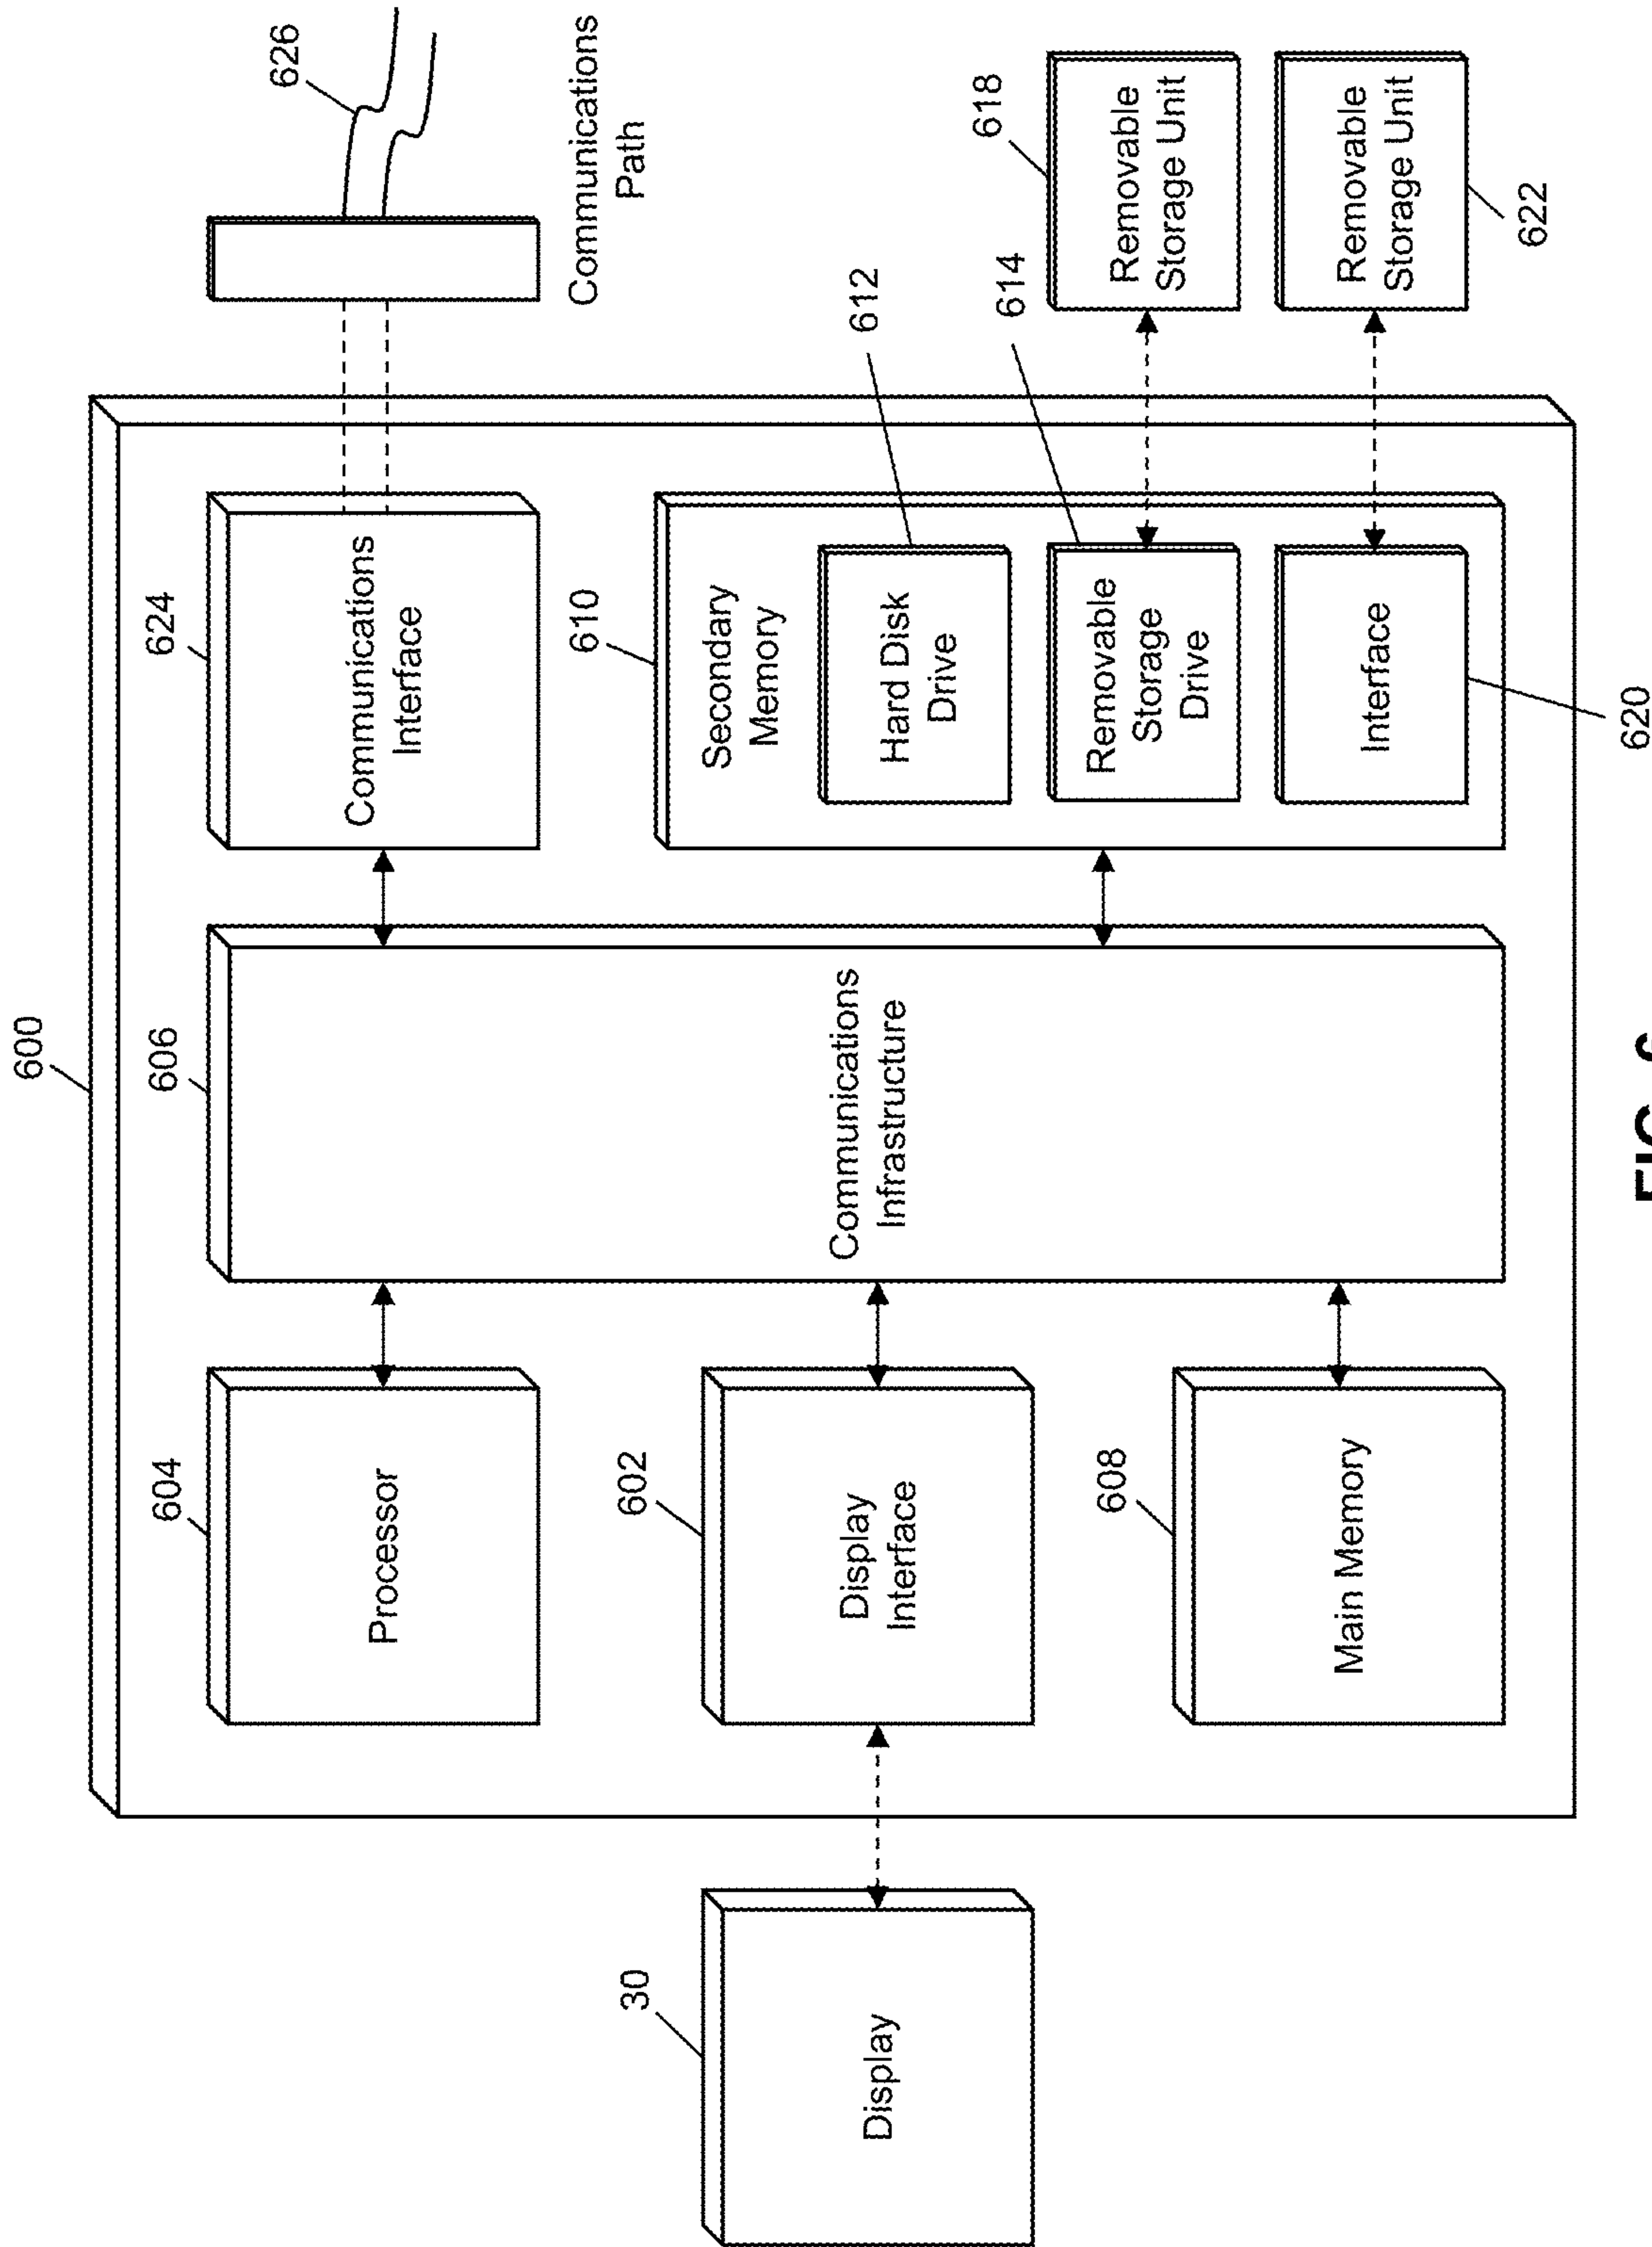 600
604
606
624
626
Processor
Communications
Interface
Communications
Path
30
602
610
Display
Display
Interface
Communications
Infrastructure
Secondary
Memory
612
Hard Disk
Drive
618
614
608
Main Memory
Removable
Storage
Drive
Removable
Storage Unit
Interface
Removable
Storage Unit
622
620
FIG. 6